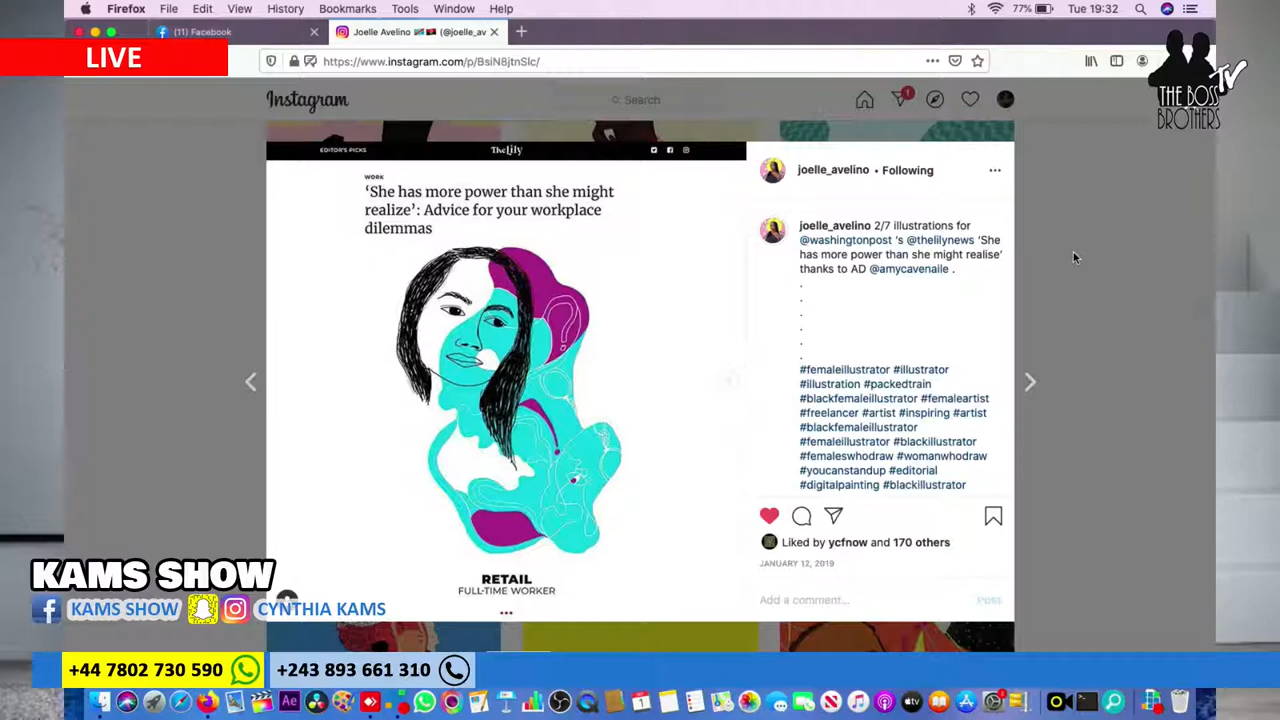 Firefox File Edit View History Bookmarks Tools Window Help
77% Tue 19:32
(11) Facebook
Joelle Avelino (@joelle_av
LIVE
https://www.instagram.com/p/BsiN8jtnSlc/
TV
THE BOSS
BROTHERS
Instagram
Search
1
EDITOR'S PICKS
The Lily
WORK
‘She has more power than she might
realize’: Advice for your workplace
dilemmas
?
RETAIL
FULL-TIME WORKER
joelle_avelino • Following
joelle_avelino 2/7 illustrations for
@washingtonpost ‘s @thelilynews ‘She
has more power than she might realise’
thanks to AD @amycavenaile .
.
.
.
.
.
.
#femaleillustrator #illustrator
#illustration #packedtrain
#blackfemaleillustrator #femaleartist
#freelancer #artist #inspiring #artist
#blackfemaleillustrator
#femaleillustrator #blackillustrator
#femaleswhodraw #womanwhodraw
#youcanstandup #editorial
#digitalpainting #blackillustrator
Liked by ycfnow and 170 others
JANUARY 12, 2019
Add a comment...
Post
KAMS SHOW
KAMS SHOW CYNTHIA KAMS
+44 7802 730 590 +243 893 661 310
Ae
tv